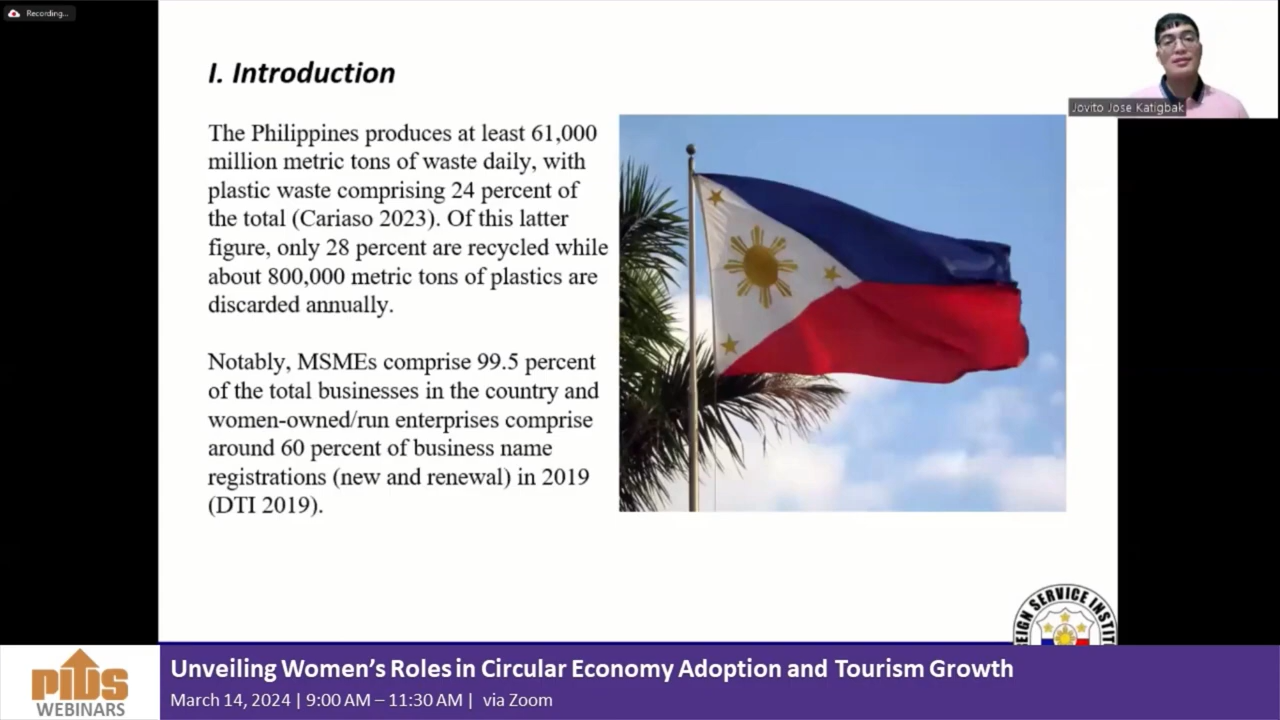 Recording...
I. Introduction
Jovito Jose Katigbak
The Philippines produces at least 61,000
million metric tons of waste daily, with
plastic waste comprising 24 percent of
the total (Cariaso 2023). Of this latter
figure, only 28 percent are recycled while
about 800,000 metric tons of plastics are
discarded annually.
Notably, MSMEs comprise 99.5 percent
of the total businesses in the country and
women-owned/run enterprises comprise
around 60 percent of business name
registrations (new and renewal) in 2019
(DTI 2019).
EIGN SERVICE INSTI
pids
WEBINARS
Unveiling Women's Roles in Circular Economy Adoption and Tourism Growth
March 14, 2024 | 9:00 AM – 11:30 AM | via Zoom